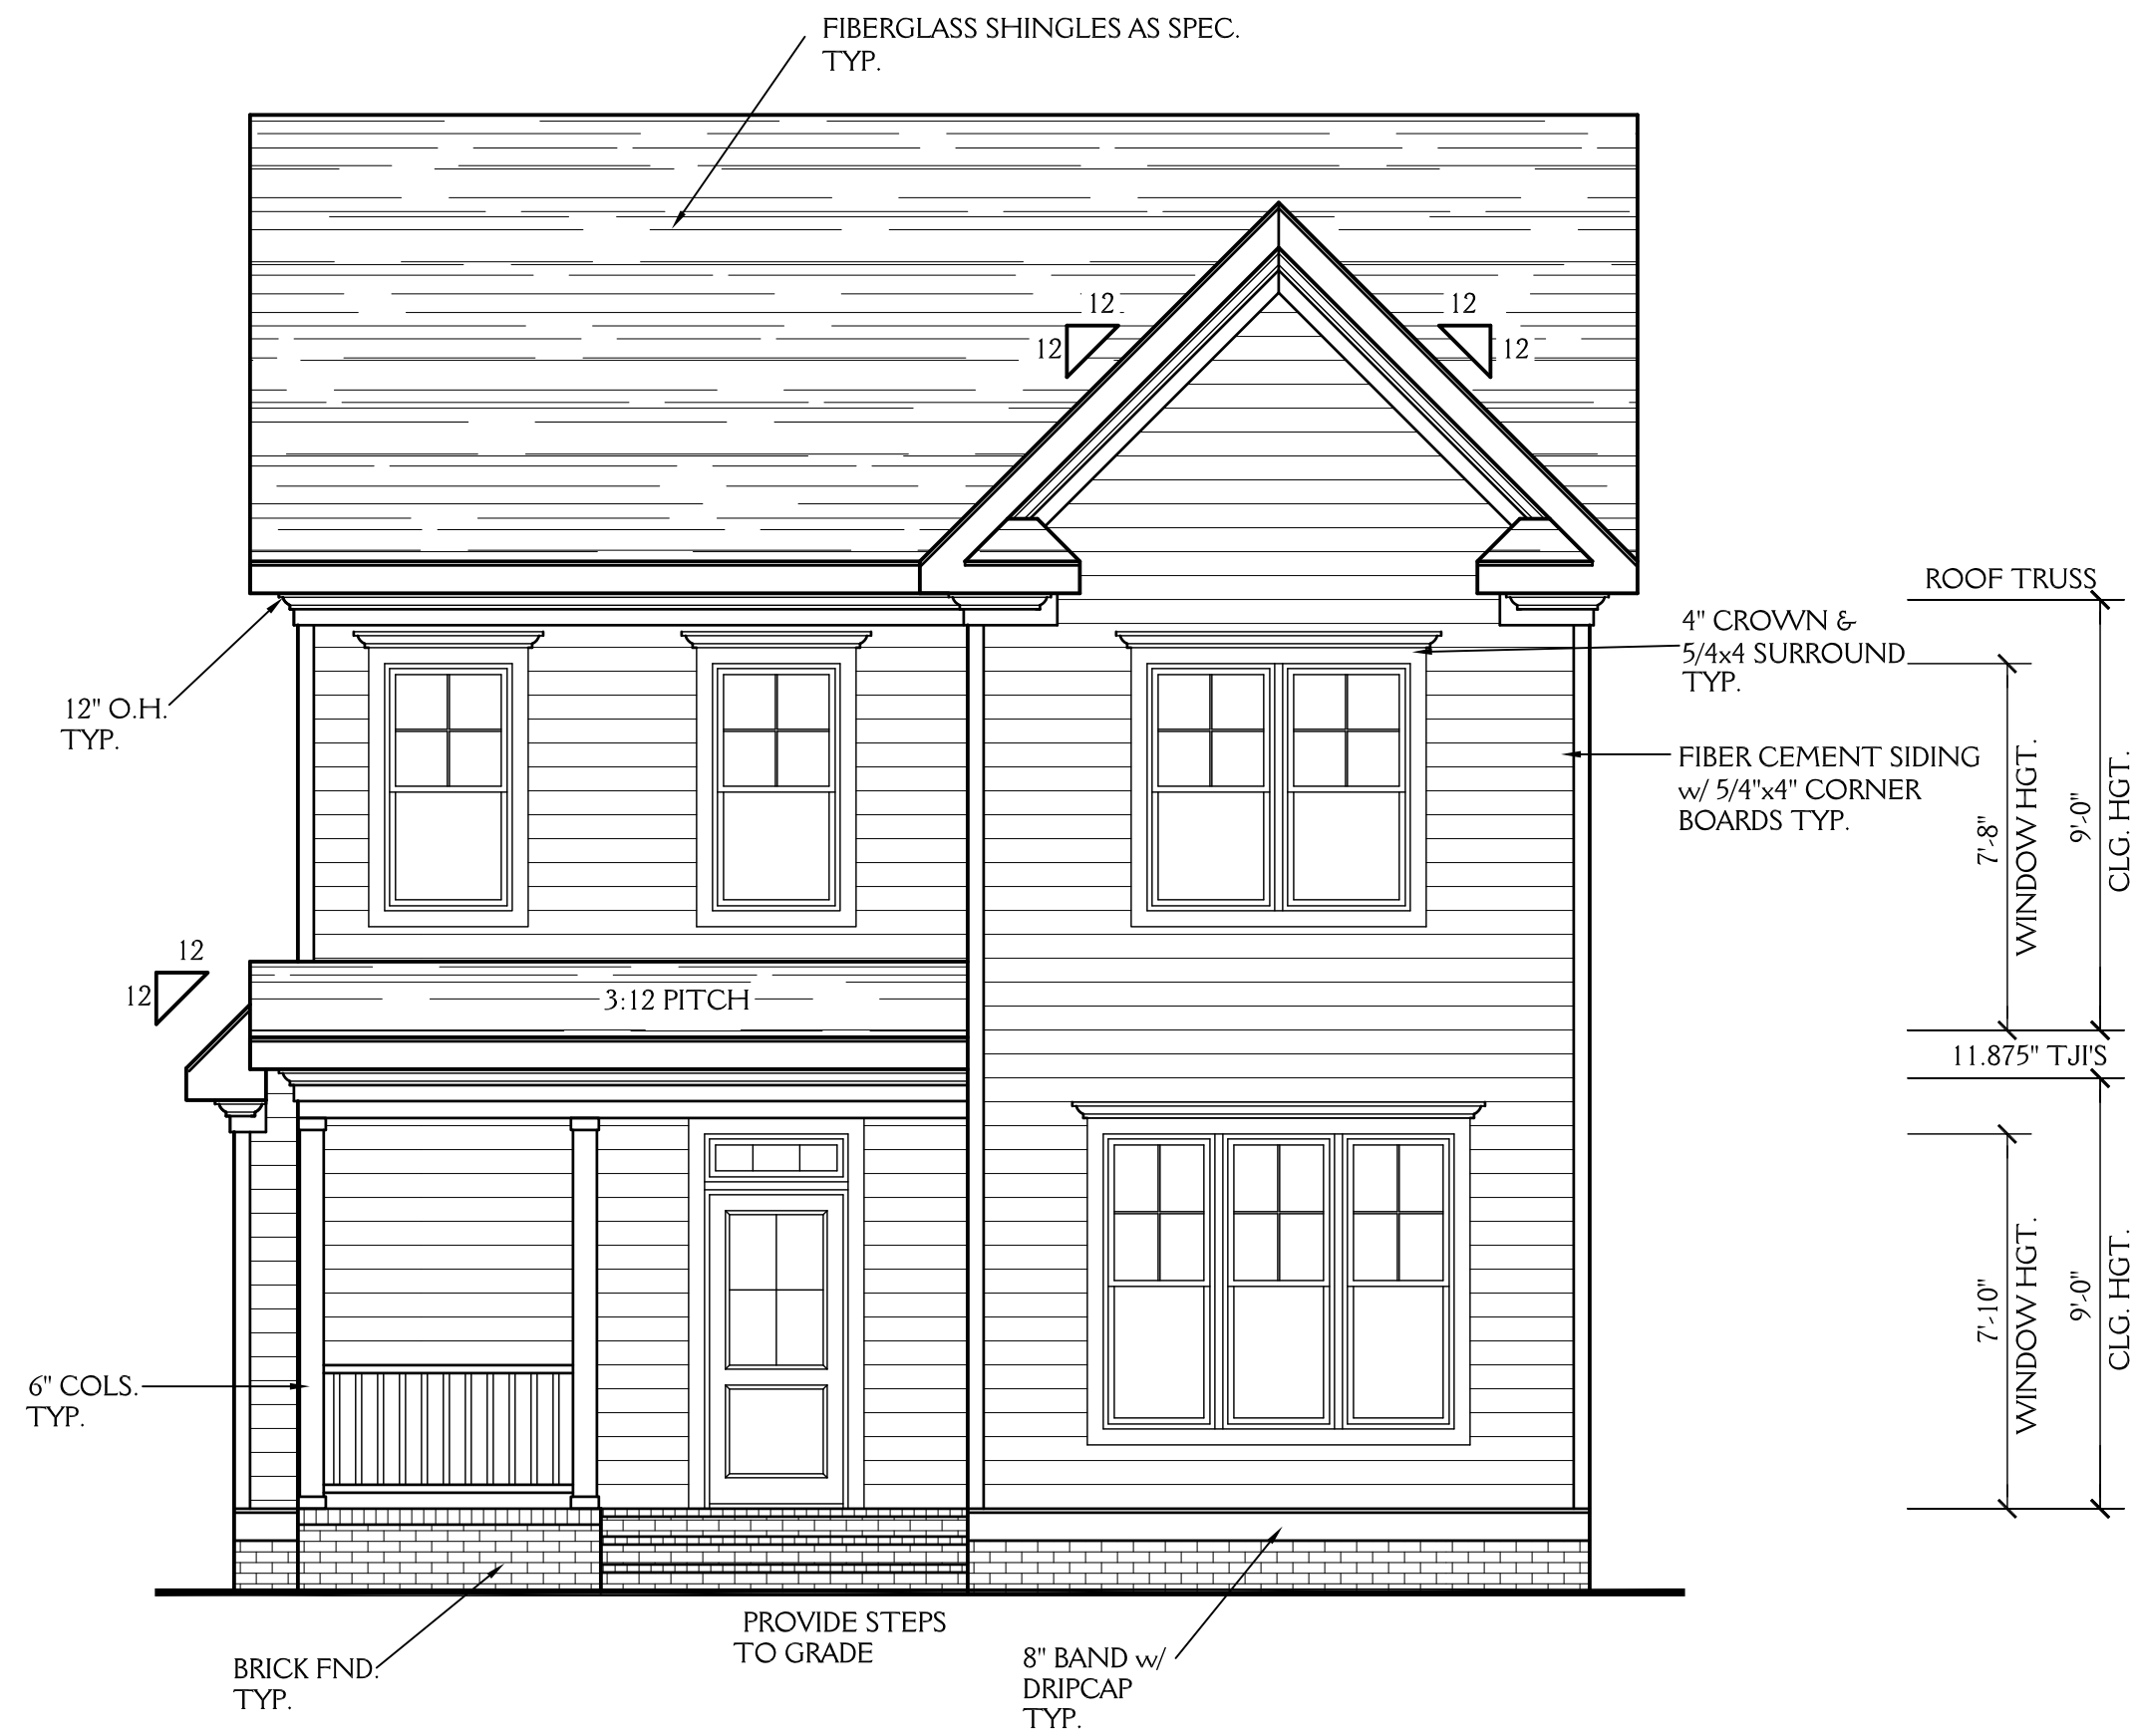 FIBERGLASS SHINGLES AS SPEC.
TYP.
12
12
12
12
ROOF TRUSS
4" CROWN &
5/4x4 SURROUND
TYP.
12" O.H.
TYP.
FIBER CEMENT SIDING
w/ 5/4"x4" CORNER
BOARDS TYP.
7'-8"
WINDOW HGT.
9'-0"
CLG. HGT.
12
12
3:12 PITCH
11.875" TJI'S
7'-10"
WINDOW HGT.
9'-0"
CLG. HGT.
6" COLS.
TYP.
PROVIDE STEPS
TO GRADE
BRICK FND.
TYP.
8" BAND w/
DRIPCAP
TYP.